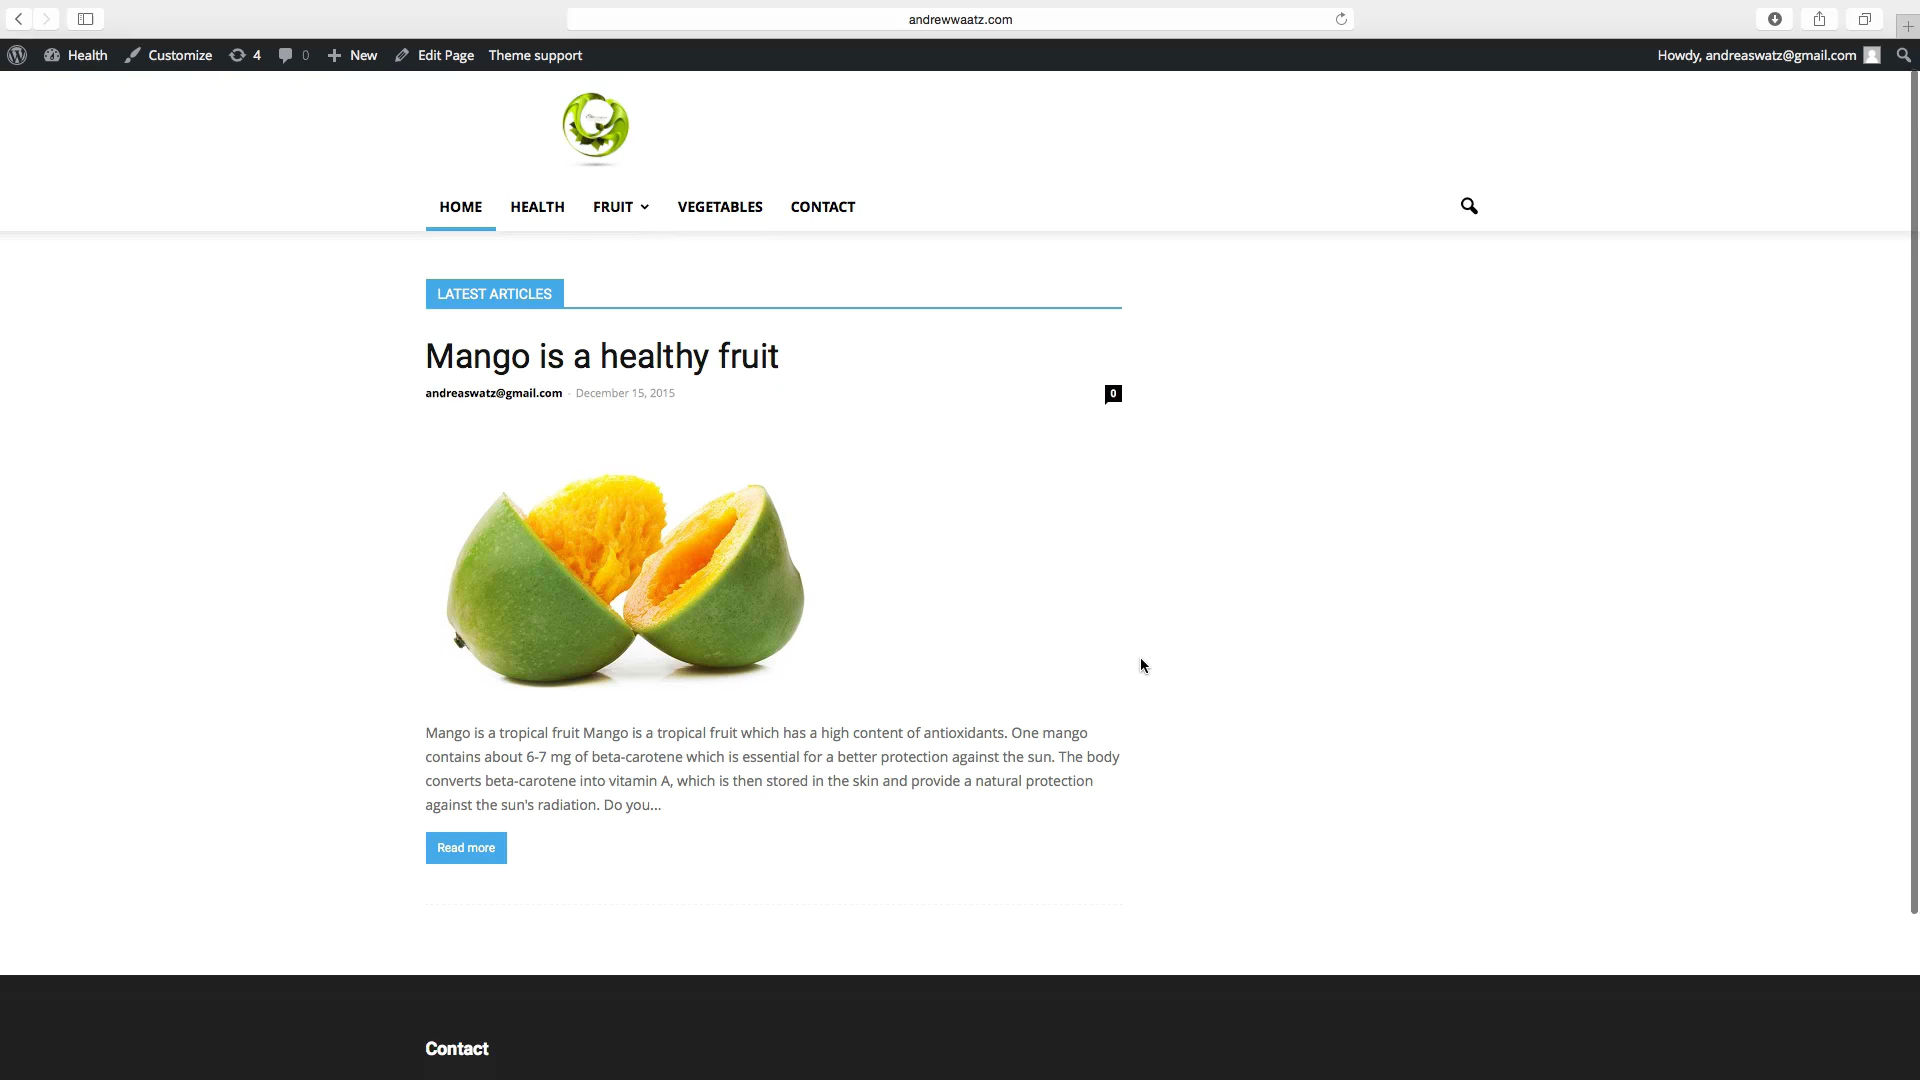 andrewwaatz.com
Health Customize 4 0 New Edit Page Theme support Howdy, andreaswatz@gmail.com
HOME HEALTH FRUIT VEGETABLES CONTACT
LATEST ARTICLES
Mango is a healthy fruit
andreaswatz@gmail.com - December 15, 2015 0
Mango is a tropical fruit Mango is a tropical fruit which has a high content of antioxidants. One mango
contains about 6-7 mg of beta-carotene which is essential for a better protection against the sun. The body
converts beta-carotene into vitamin A, which is then stored in the skin and provide a natural protection
against the sun's radiation. Do you...
Read more
Contact